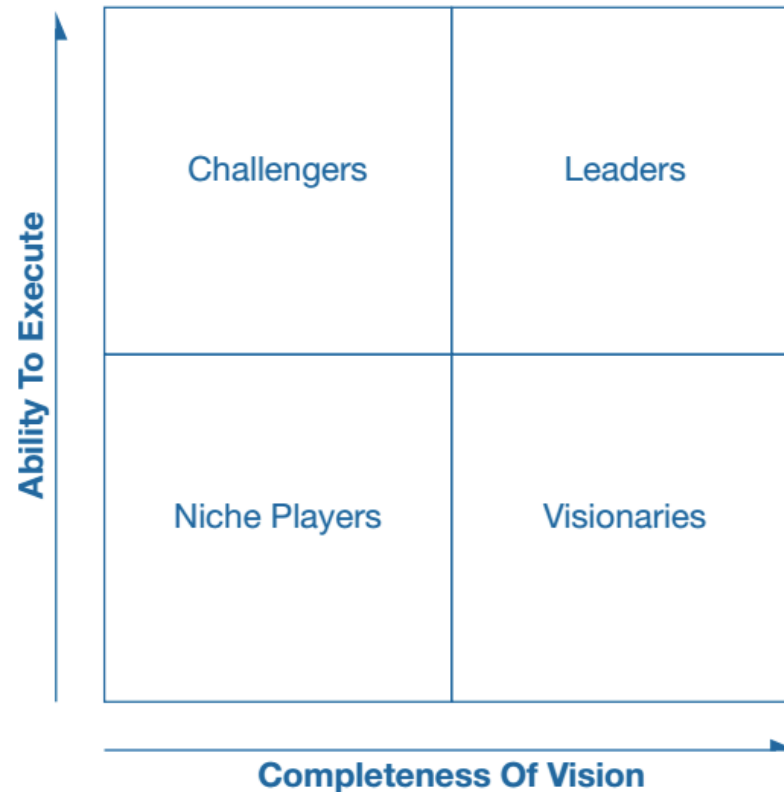 Challengers
Leaders
Ability To Execute
Niche Players
Visionaries
Completeness Of Vision